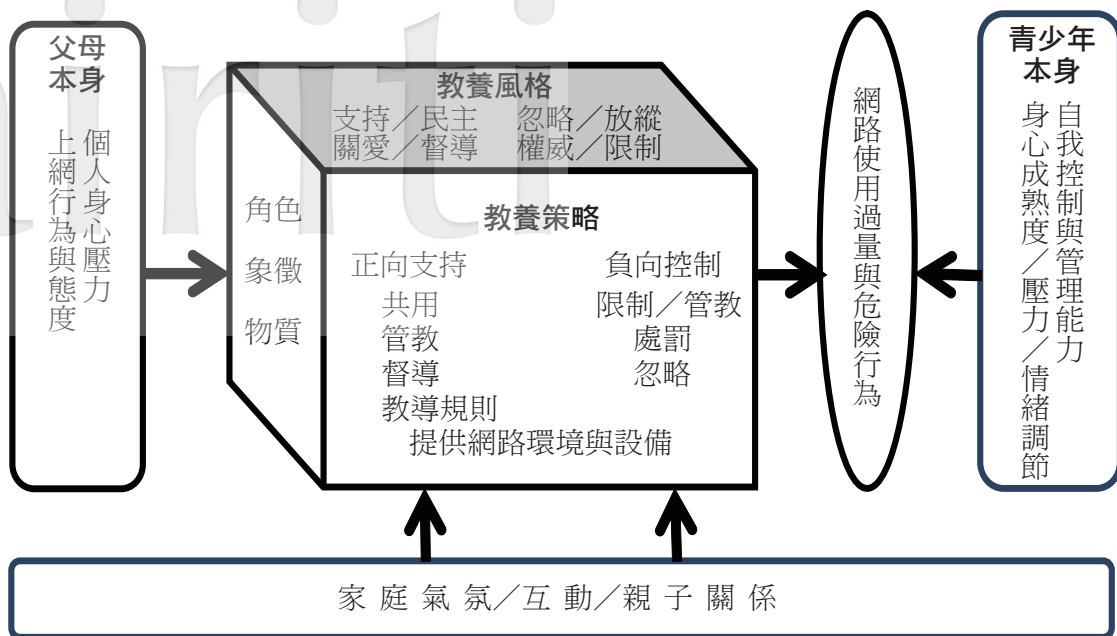 父母
本身
個人身心壓力
上網行為與態度
教養風格
支持／民主 忽略／放縱
關愛／督導 權威／限制
角色
象徵
物質
教養策略
正向支持 負向控制
共用 限制／管教
管教 處罰
督導 忽略
教導規則
提供網路環境與設備
網路使用過量與危險行為
青少年
本身
自我控制與管理能力
身心成熟度／壓力／情緒調節
家庭氣氛／互動／親子關係
initi